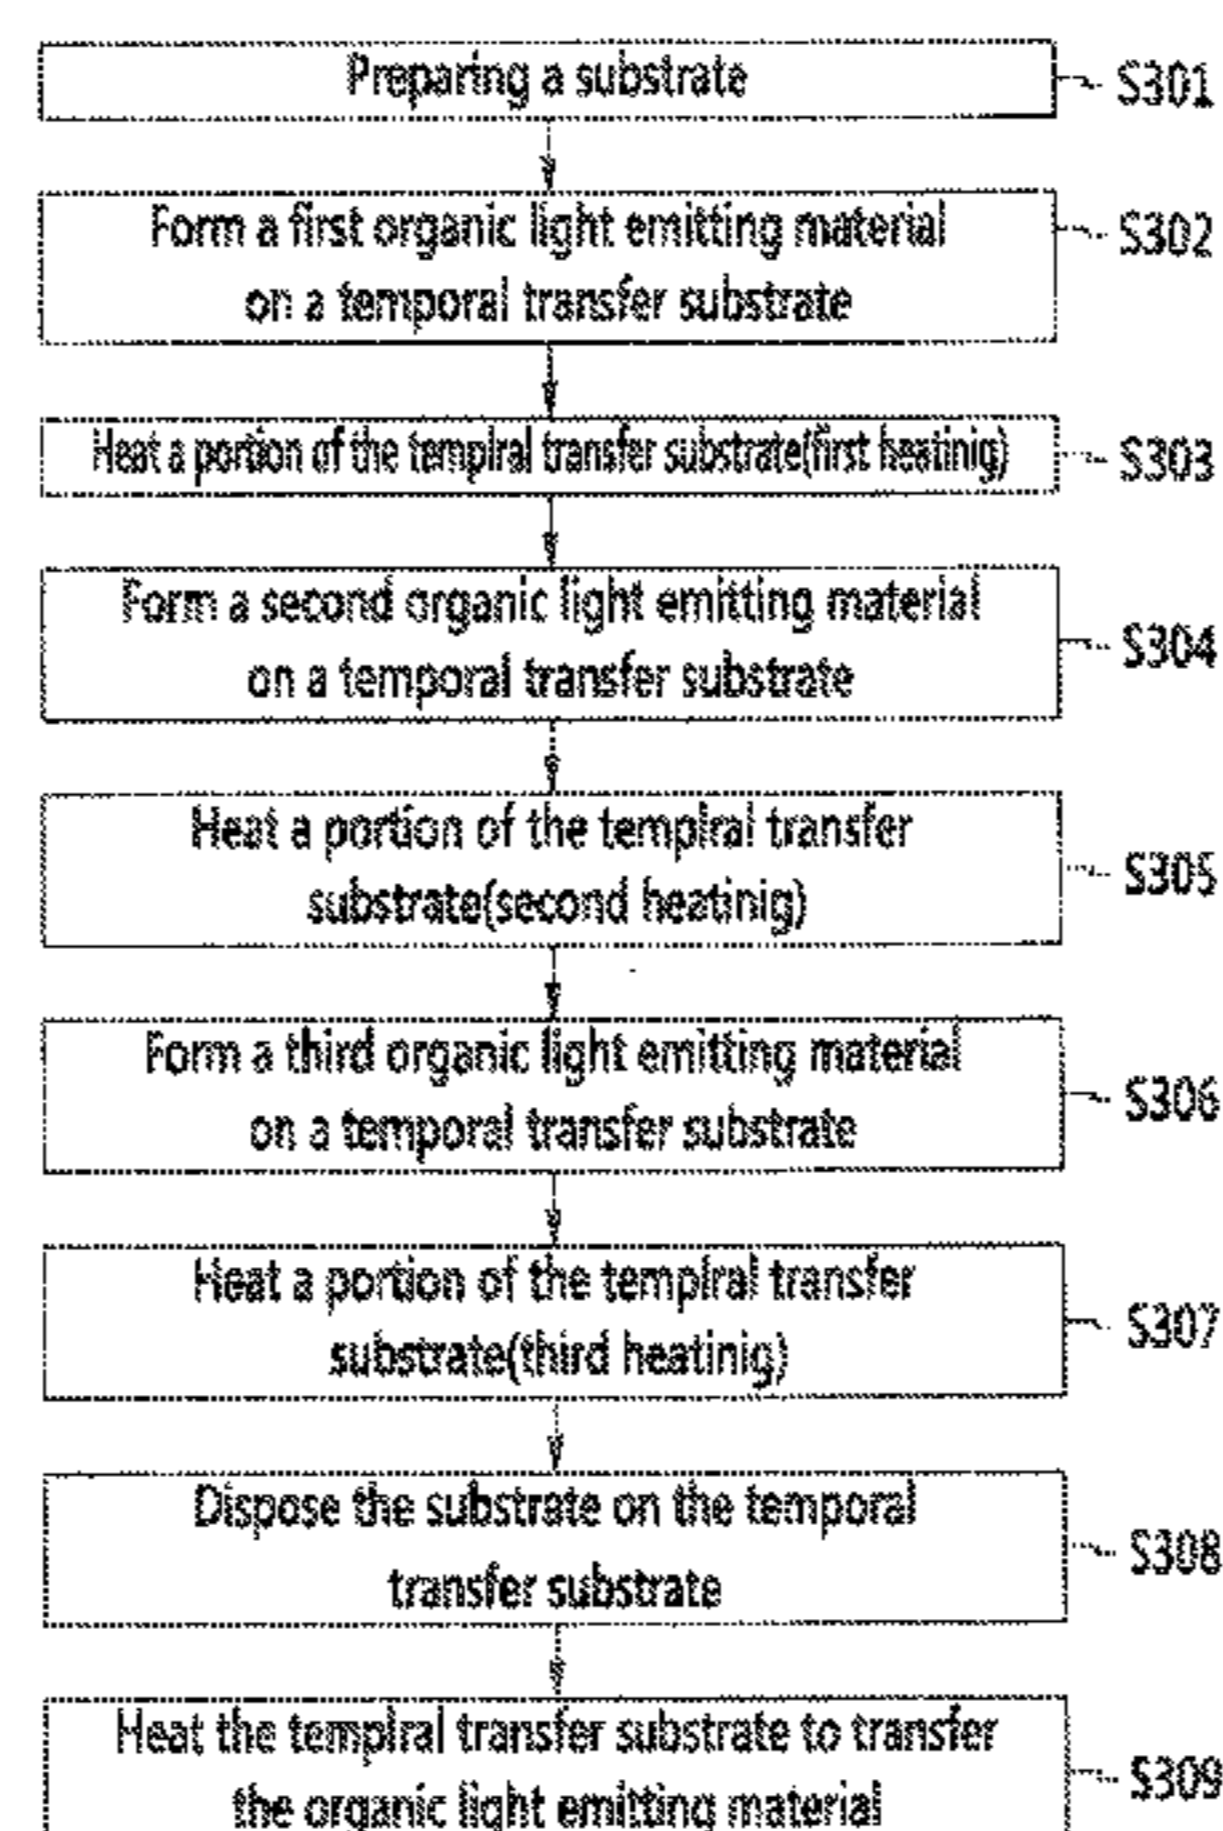 Preparing a substrate
S301
Form a first organic light emitting material
on a temporal transfer substrate
S302
Heat a portion of the tempiral transfer substrate(first heatinig)
S303
Form a second organic light emitting material
on a temporal transfer substrate
S304
Heat a portion of the tempiral transfer
substrate(second heatinig)
S305
Form a third organic light emitting material
on a temporal transfer substrate
S306
Heat a portion of the tempiral transfer
substrate(third heatinig)
S307
Dispose the substrate on the temporal
transfer substrate
S308
Heat the tempiral transfer substrate to transfer
the organic light emitting material
S309